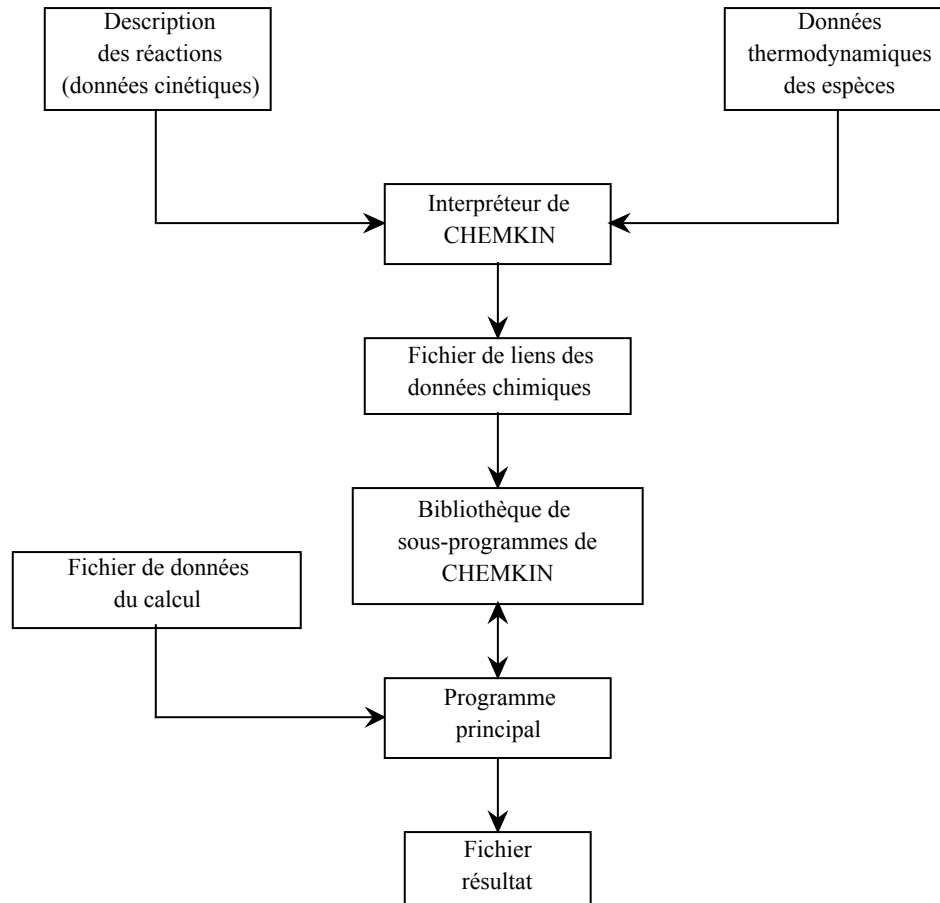 Description
des réactions
(données cinétiques)
Données
thermodynamiques
des espèces
Interpréteur de
CHEMKIN
Fichier de liens des
données chimiques
Bibliothèque de
sous-programmes de
CHEMKIN
Fichier de données
du calcul
Programme
principal
Fichier
résultat